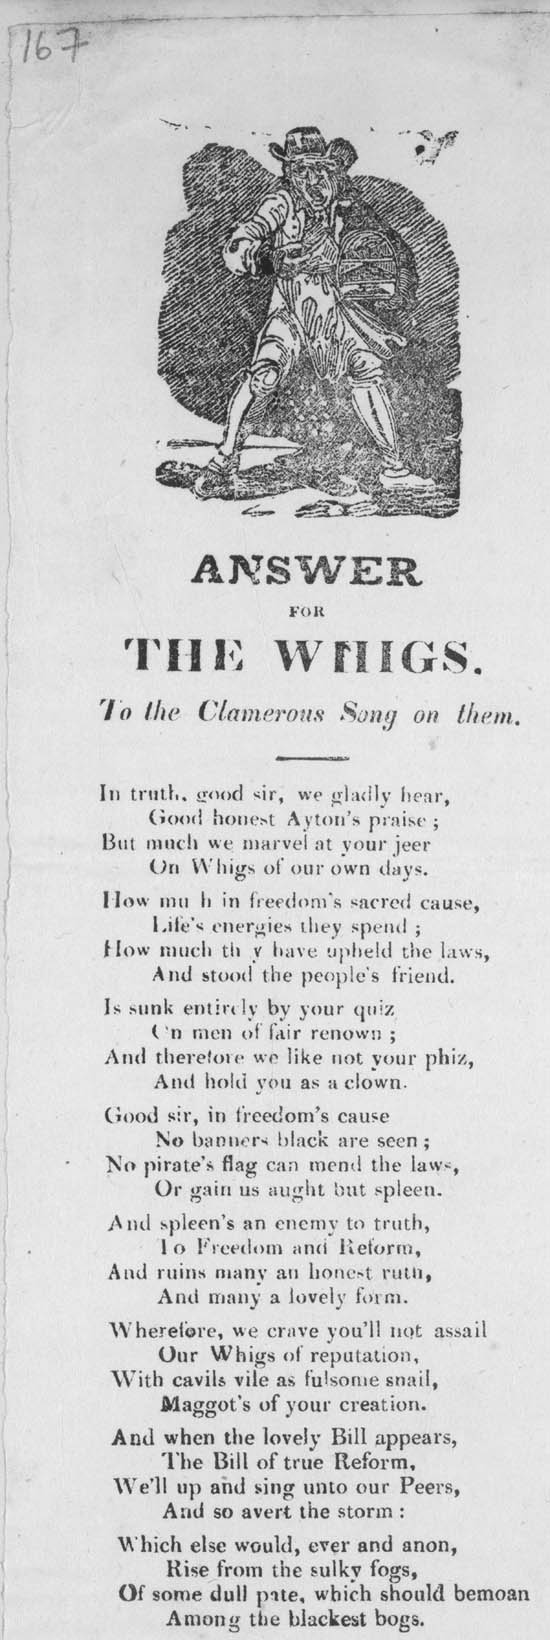 167
ANSWER
FOR
THE WHIGS.
To the Clamerous Song on them.
In truth, good sir, we gladly hear,
Good honest Ayton's praise ;
But much we marvel at your jeer
On Whigs of our own days.
How mu h in freedom's sacred cause,
Life's energies they spend ;
How much th y have upheld the laws,
And stood the people's friend.
Is sunk entirely by your quiz
On men of fair renown ;
And therefore we like not your phiz,
And hold you as a clown.
Good sir, in freedom's cause
No banners black are seen ;
No pirate's flag can mend the laws,
Or gain us aught but spleen.
And spleen's an enemy to truth,
To Freedom and Reform,
And ruins many an honest ruth,
And many a lovely form.
Wherefore, we crave you'll not assail
Our Whigs of reputation,
With cavils vile as fulsome snail,
Maggot's of your creation.
And when the lovely Bill appears,
The Bill of true Reform,
We'll up and sing unto our Peers,
And so avert the storm :
Which else would, ever and anon,
Rise from the sulky fogs,
Of some dull pate, which should bemoan
Among the blackest bogs.